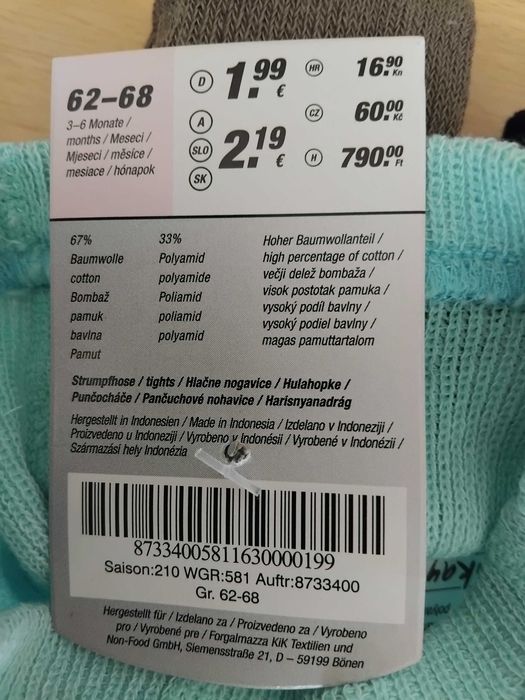 62–68
3–6 Monate /
months / Meseci /
Mjeseci / měsíce /
mesiace / hónapok
D 1.99 €
A
SLO 2.19 €
SK
HR 16.90 Kn
CZ 60.00 Kč
H 790.00 Ft
67% 33%
Baumwolle Polyamid
cotton polyamide
Bombaž Poliamid
pamuk poliamid
bavlna polyamid
Pamut
Hoher Baumwollanteil /
high percentage of cotton /
večji delež bombaža /
visok postotak pamuka /
vysoký podíl bavlny /
vysoký podiel bavlny /
magas pamuttartalom
Strumpfhose / tights / Hlačne nogavice / Hulahopke /
Punčocháče / Pančuchové nohavice / Harisnyanadrág
Hergestellt in Indonesien / Made in Indonesia / Izdelano v Indoneziji /
Proizvedeno u Indoneziji / Vyrobeno v Indonésii / Vyrobené v Indonézii /
Származási hely Indonézia
87334005811630000199
Saison:210 WGR:581 Auftr:8733400
Gr. 62-68
Hergestellt für / Izdelano za / Proizvedeno za / Vyrobeno
pro / Vyrobené pre / Forgalmazza KiK Textilien und
Non-Food GmbH, Siemensstraße 21, D – 59199 Bönen